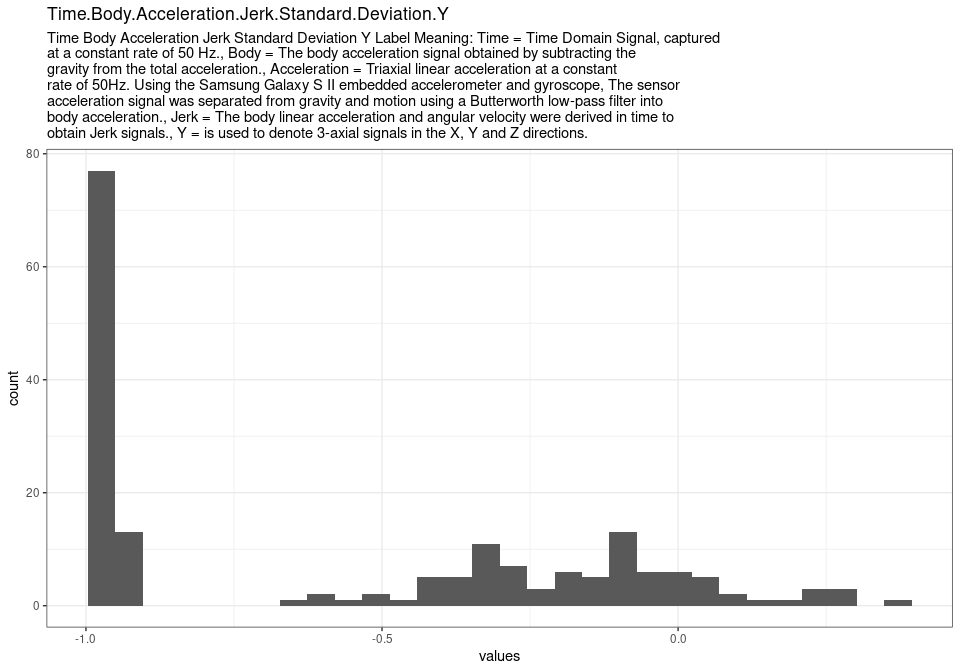 Time.Body.Acceleration.Jerk.Standard.Deviation.Y
Time Body Acceleration Jerk Standard Deviation Y Label Meaning: Time = Time Domain Signal, captured
at a constant rate of 50 Hz., Body = The body acceleration signal obtained by subtracting the
gravity from the total acceleration., Acceleration = Triaxial linear acceleration at a constant
rate of 50Hz. Using the Samsung Galaxy S II embedded accelerometer and gyroscope, The sensor
acceleration signal was separated from gravity and motion using a Butterworth low-pass filter into
body acceleration., Jerk = The body linear acceleration and angular velocity were derived in time to
obtain Jerk signals., Y = is used to denote 3-axial signals in the X, Y and Z directions.
80
60
40
20
0
count
-1.0
-0.5
0.0
values